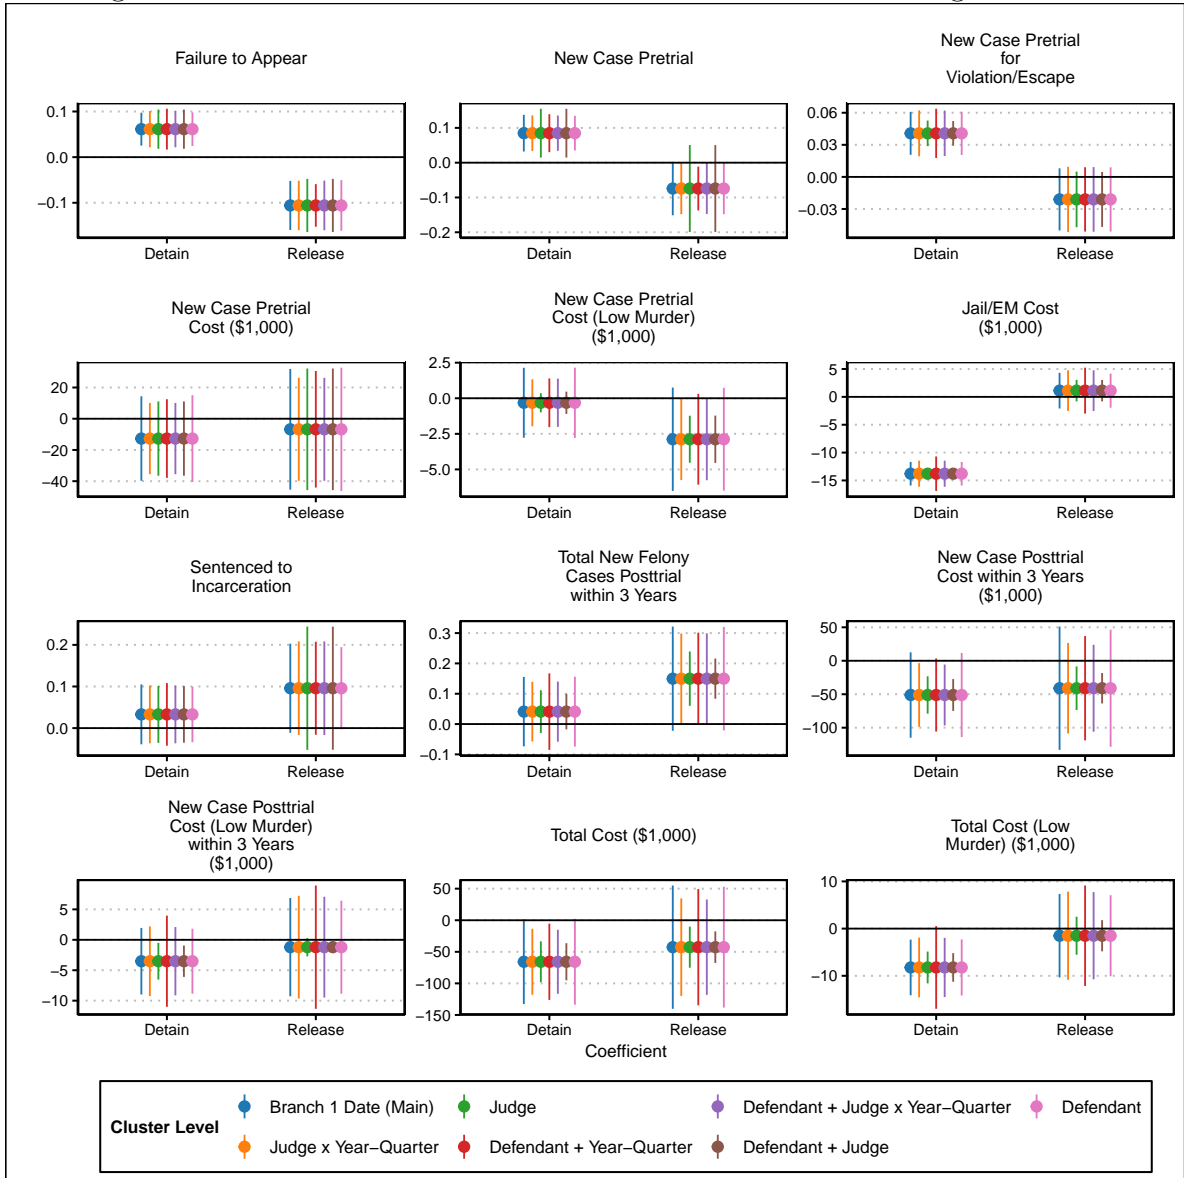 Failure to Appear
0.1
0.0
−0.1
Detain
Release
New Case Pretrial
0.1
0.0
−0.1
−0.2
Detain
Release
New Case Pretrial
for
Violation/Escape
0.06
0.03
0.00
−0.03
Detain
Release
New Case Pretrial
Cost ($1,000)
20
0
−20
−40
Detain
Release
New Case Pretrial
Cost (Low Murder)
($1,000)
2.5
0.0
−2.5
−5.0
Detain
Release
Jail/EM Cost
($1,000)
5
0
−5
−10
−15
Detain
Release
Sentenced to
Incarceration
0.2
0.1
0.0
Detain
Release
Total New Felony
Cases Posttrial
within 3 Years
0.3
0.2
0.1
0.0
−0.1
Detain
Release
New Case Posttrial
Cost within 3 Years
($1,000)
50
0
−50
−100
Detain
Release
New Case Posttrial
Cost (Low Murder)
within 3 Years
($1,000)
5
0
−5
−10
Detain
Release
Total Cost ($1,000)
50
0
−50
−100
−150
Detain
Release
Total Cost (Low
Murder) ($1,000)
10
0
−10
Detain
Release
Coefficient
Cluster Level
Branch 1 Date (Main)
Judge
Defendant + Judge x Year−Quarter
Defendant
Judge x Year−Quarter
Defendant + Year−Quarter
Defendant + Judge